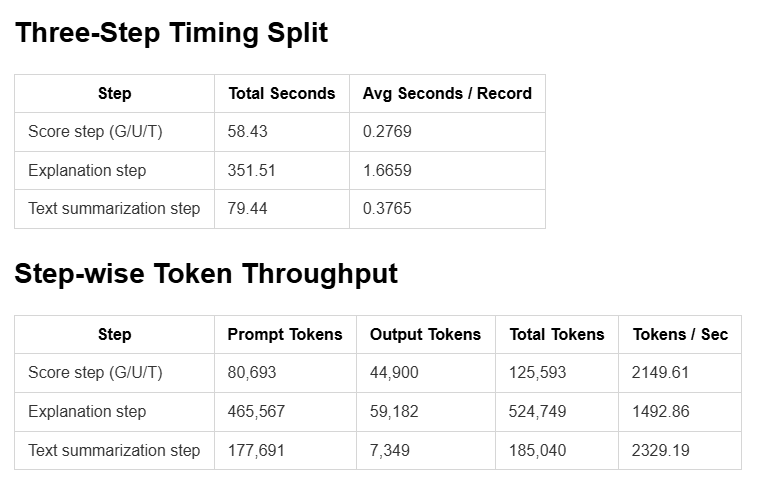 Three-Step Timing Split
Step Total Seconds Avg Seconds / Record
Score step (G/U/T) 58.43 0.2769
Explanation step 351.51 1.6659
Text summarization step 79.44 0.3765
Step-wise Token Throughput
Step Prompt Tokens Output Tokens Total Tokens Tokens / Sec
Score step (G/U/T) 80,693 44,900 125,593 2149.61
Explanation step 465,567 59,182 524,749 1492.86
Text summarization step 177,691 7,349 185,040 2329.19